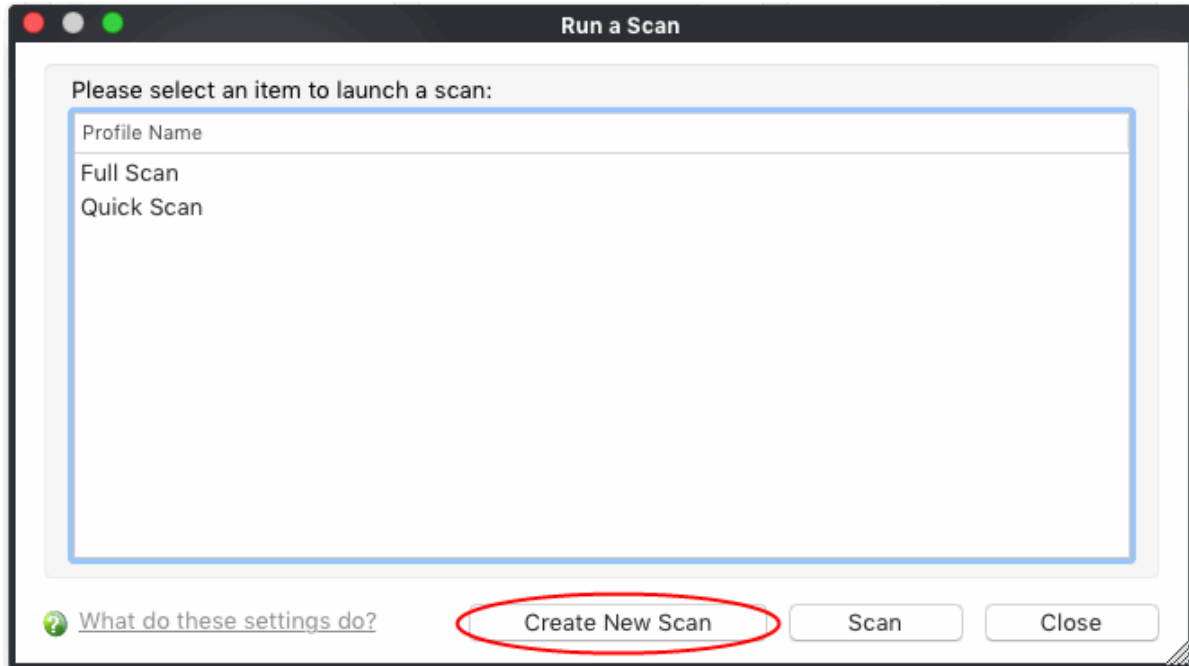 Run a Scan
Please select an item to launch a scan:
Profile Name
Full Scan
Quick Scan
What do these settings do?
Create New Scan
Scan
Close